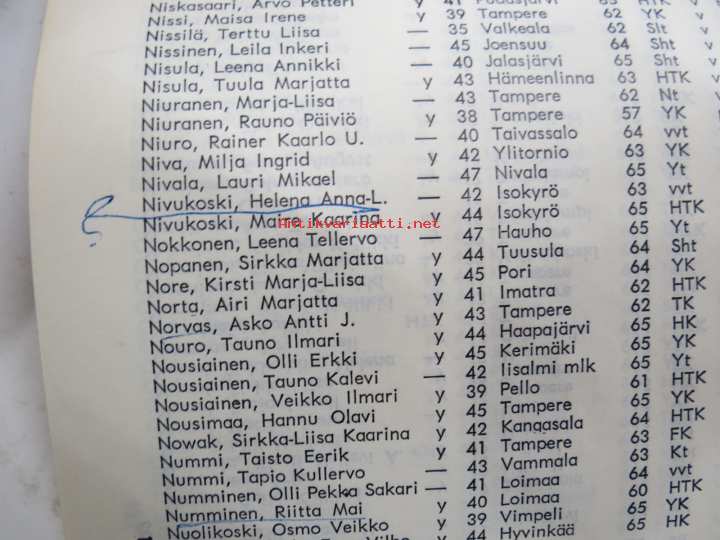 Niskasaari, Arvo Petteri y 41 Pudasjärvi 63 HTK v
Nissi, Maisa Irene y 39 Tampere 62 YK v
Nissilä, Terttu Liisa — 35 Valkeala 62 Slt v
Nissinen, Leila Inkeri — 45 Joensuu 64 Sht v
Nisula, Leena Annikki — 40 Jalasjärvi 65 Sht v
Nisula, Tuula Marjatta y 43 Hämeenlinna 63 HTK v
Niuranen, Marja-Liisa — 43 Tampere 62 Nt v
Niuranen, Rauno Päiviö y 38 Tampere 57 YK
Niuro, Rainer Kaarlo U. — 40 Taivassalo 64 vvt
Niva, Milja Ingrid y 42 Ylitornio 63 YK
Nivala, Lauri Mikael — 47 Nivala 65 Yt
Nivukoski, Helena Anna-L. — 42 Isokyrö 63 vvt
Nivukoski, Maire Kaarina y 44 Isokyrö 65 HTK
Antikvariaatti.net
Nokkonen, Leena Tellervo — 47 Hauho 65 Yt
Nopanen, Sirkka Marjatta y 44 Tuusula 64 Sht
Nore, Kirsti Marja-Liisa y 45 Pori 64 YK
Norta, Airi Marjatta y 41 Imatra 62 HTK
Norvas, Asko Antti J. y 43 Tampere 62 TK
Nouro, Tauno Ilmari y 44 Haapajärvi 65 HK
Nousiainen, Olli Erkki y 45 Kerimäki 65 YK
Nousiainen, Tauno Kalevi — 42 Iisalmi mlk 65 Yt
Nousiainen, Veikko Ilmari y 39 Pello 61 HTK
Nousimaa, Hannu Olavi y 45 Tampere 65 YK
Nowak, Sirkka-Liisa Kaarina y 42 Kangasala 64 HTK
Nummi, Taisto Eerik y 41 Tampere 63 FK
Nummi, Tapio Kullervo — 43 Vammala 63 Kt
Numminen, Olli Pekka Sakari — 41 Loimaa 64 vvt
Numminen, Riitta Mai y 40 Loimaa 60 HTK
Nuolikoski, Osmo Veikko y 39 Vimpeli 65 YK
y 44 Hyvinkää 65 HK